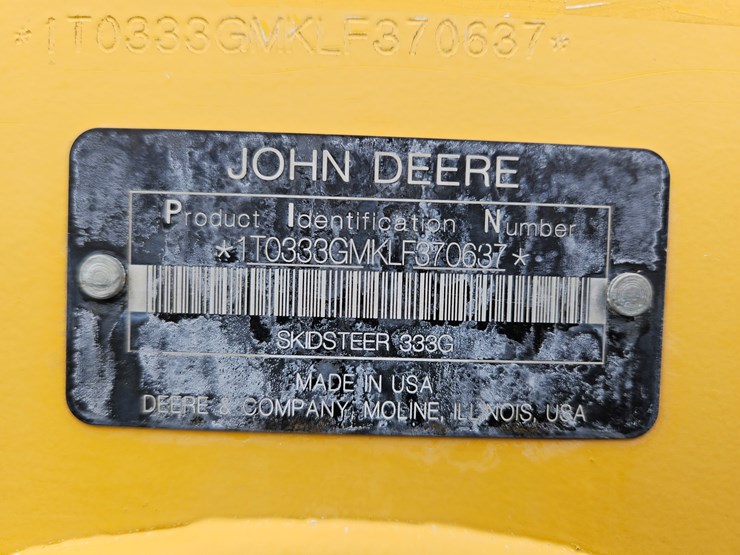 *1T0333GMKLF370637*
JOHN DEERE
Product Identification Number
*1T0333GMKLF370637*
SKIDSTEER 333G
MADE IN USA
DEERE & COMPANY, MOLINE, ILLINOIS, USA